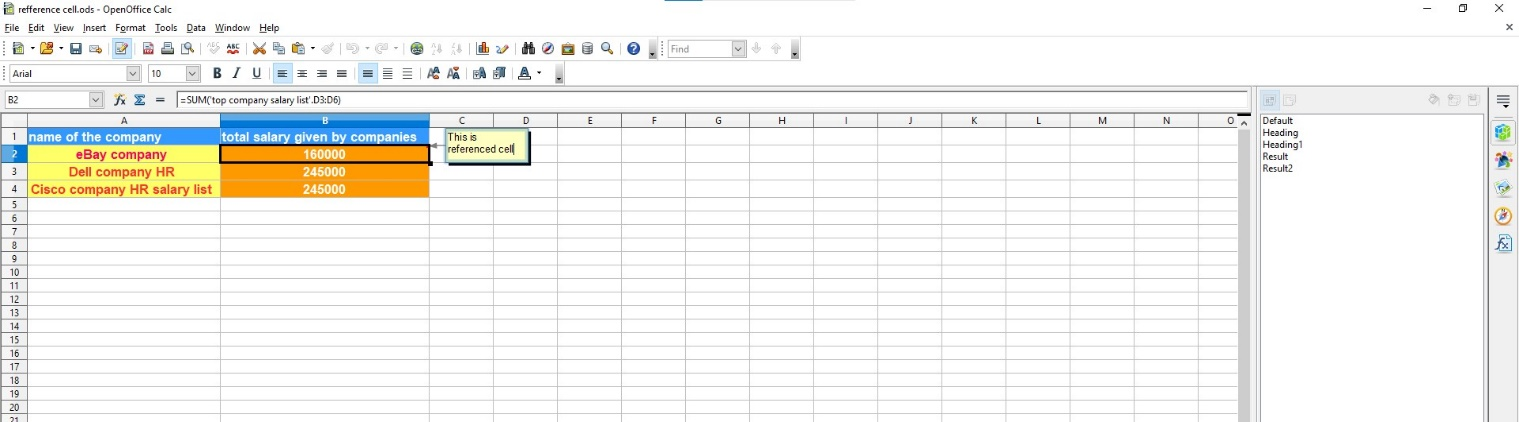 refference cell.ods - OpenOffice Calc
File Edit View Insert Format Tools Data Window Help
ABC Find
Arial 10 B I U A
B2 =SUM('top company salary list'.D3:D6)
A B C D E F G H I J K L M N O
1 name of the company total salary given by companies
2 eBay company 160000
3 Dell company HR 245000
4 Cisco company HR salary list 245000
This is
referenced cell
5
6
7
8
9
10
11
12
13
14
15
16
17
18
19
20
21
Default
Heading
Heading1
Result
Result2